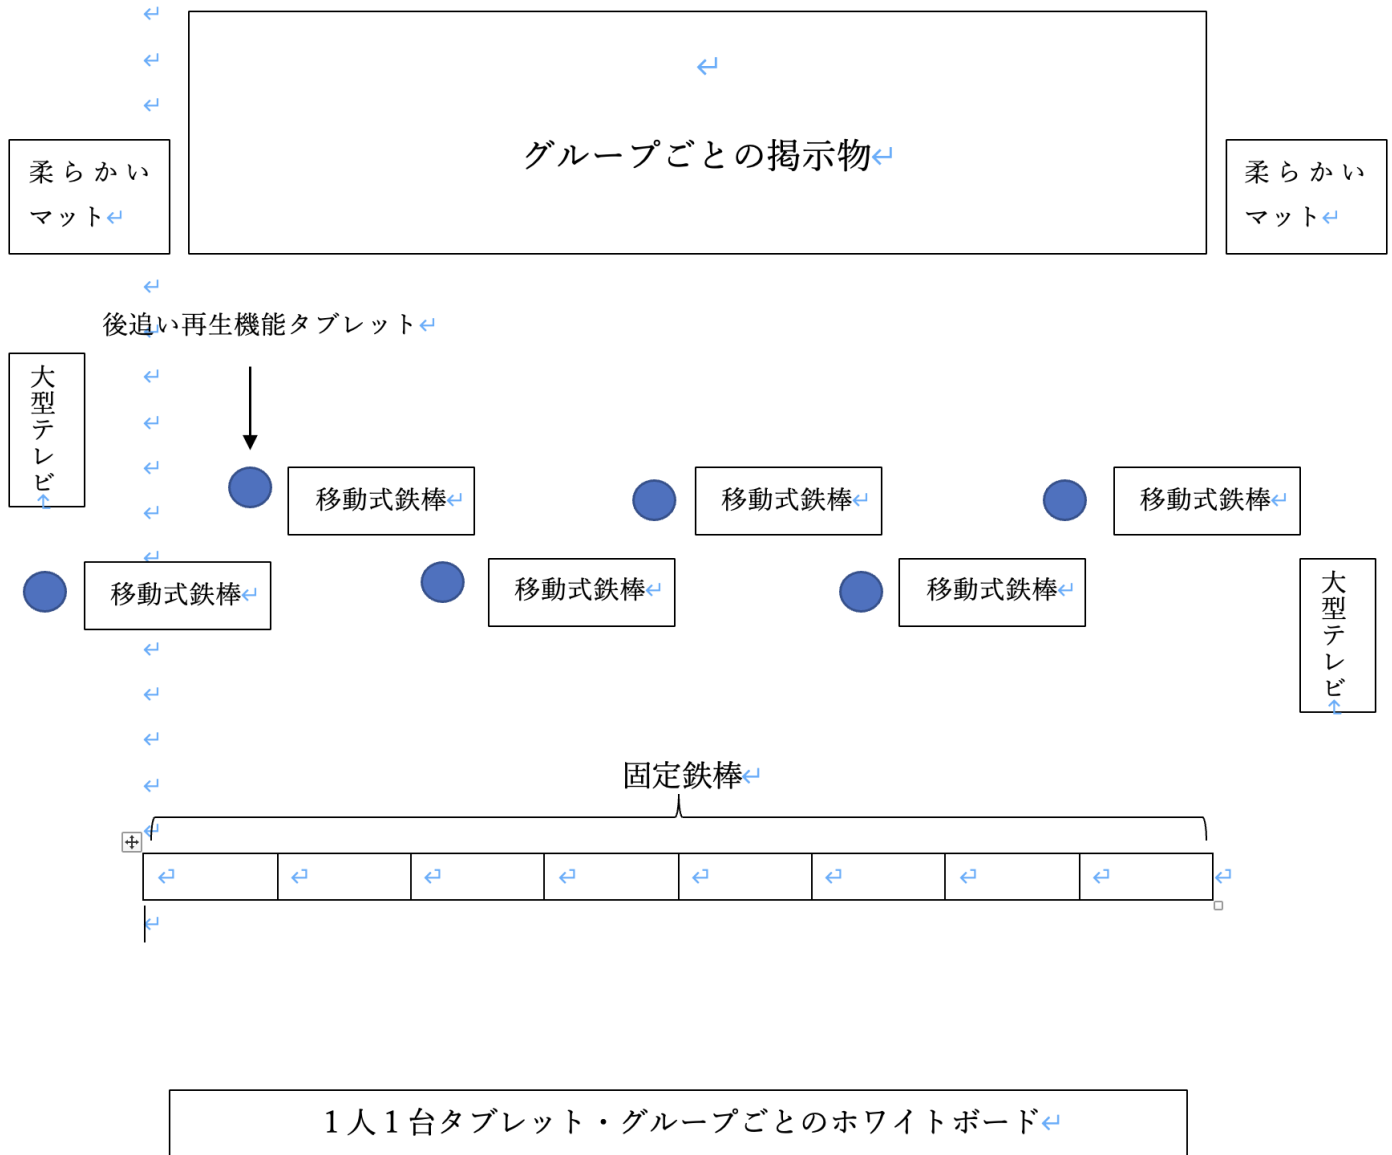 グループごとの掲示物
柔らかい
マット
柔らかい
マット
後追い再生機能タブレット
大型テレビ
移動式鉄棒
移動式鉄棒
移動式鉄棒
移動式鉄棒
移動式鉄棒
移動式鉄棒
大型テレビ
固定鉄棒
１人１台タブレット・グループごとのホワイトボード